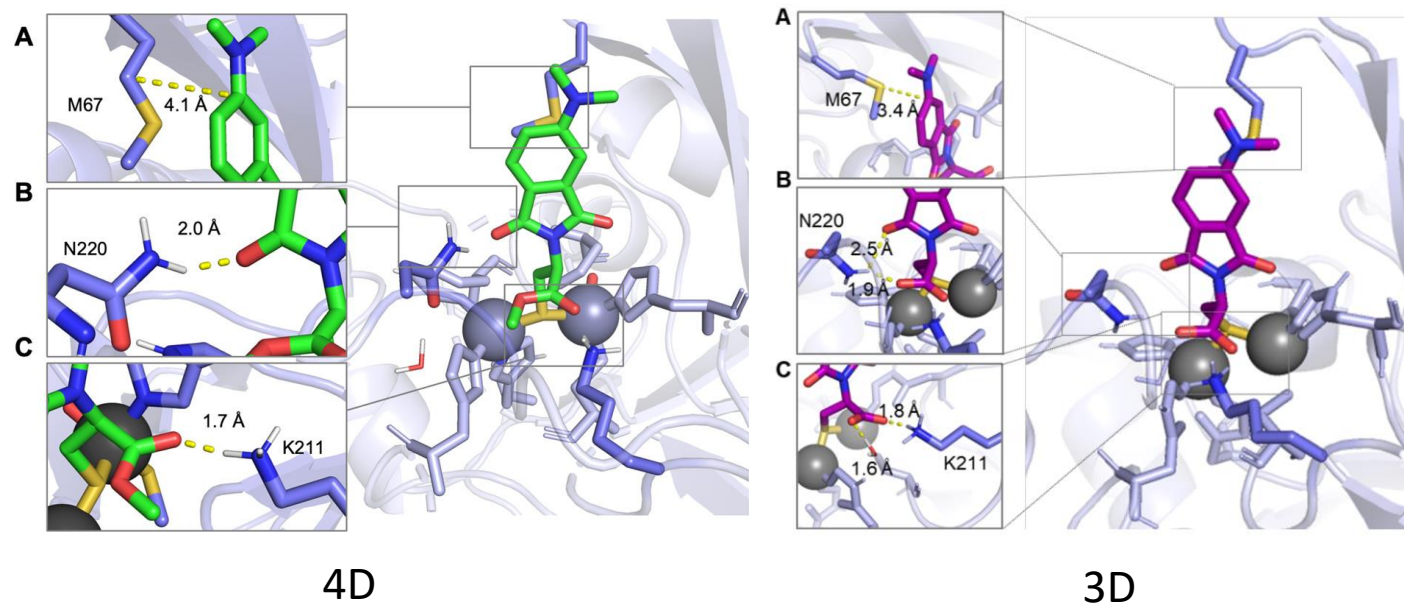 A
M67
4.1 Å
B
N220
2.0 Å
C
1.7 Å
K211
4D
A
M67
3.4 Å
B
N220
2.5 Å
1.9 Å
C
1.8 Å
K211
1.6 Å
3D